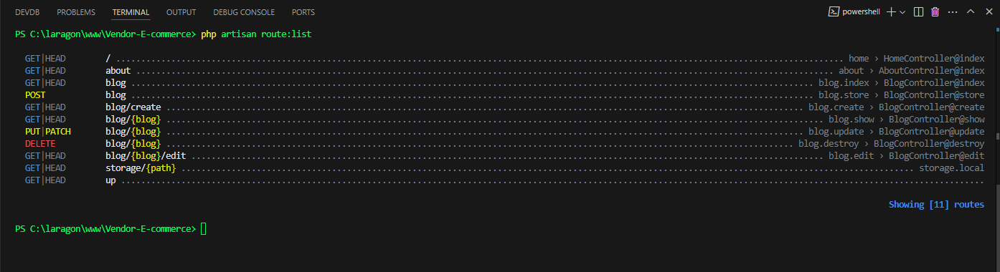 DEVDB PROBLEMS TERMINAL OUTPUT DEBUG CONSOLE PORTS powershell
PS C:\laragon\www\Vendor-E-commerce> php artisan route:list
GET|HEAD / ........ home › HomeController@index
GET|HEAD about ........ about › AboutController@index
GET|HEAD blog ........ blog.index › BlogController@index
POST blog ........ blog.store › BlogController@store
GET|HEAD blog/create ........ blog.create › BlogController@create
GET|HEAD blog/{blog} ........ blog.show › BlogController@show
PUT|PATCH blog/{blog} ........ blog.update › BlogController@update
DELETE blog/{blog} ........ blog.destroy › BlogController@destroy
GET|HEAD blog/{blog}/edit ........ blog.edit › BlogController@edit
GET|HEAD storage/{path} ........ storage.local
GET|HEAD up ........
Showing [11] routes
PS C:\laragon\www\Vendor-E-commerce>